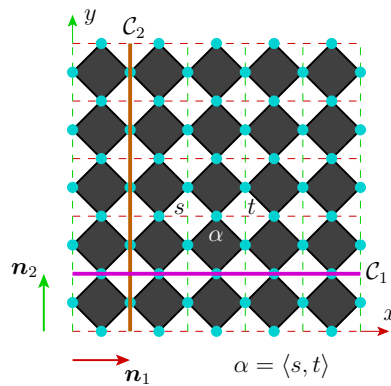 y
𝒞₂
s t
α
n₂
𝒞₁
x
n₁
α = ⟨s, t⟩